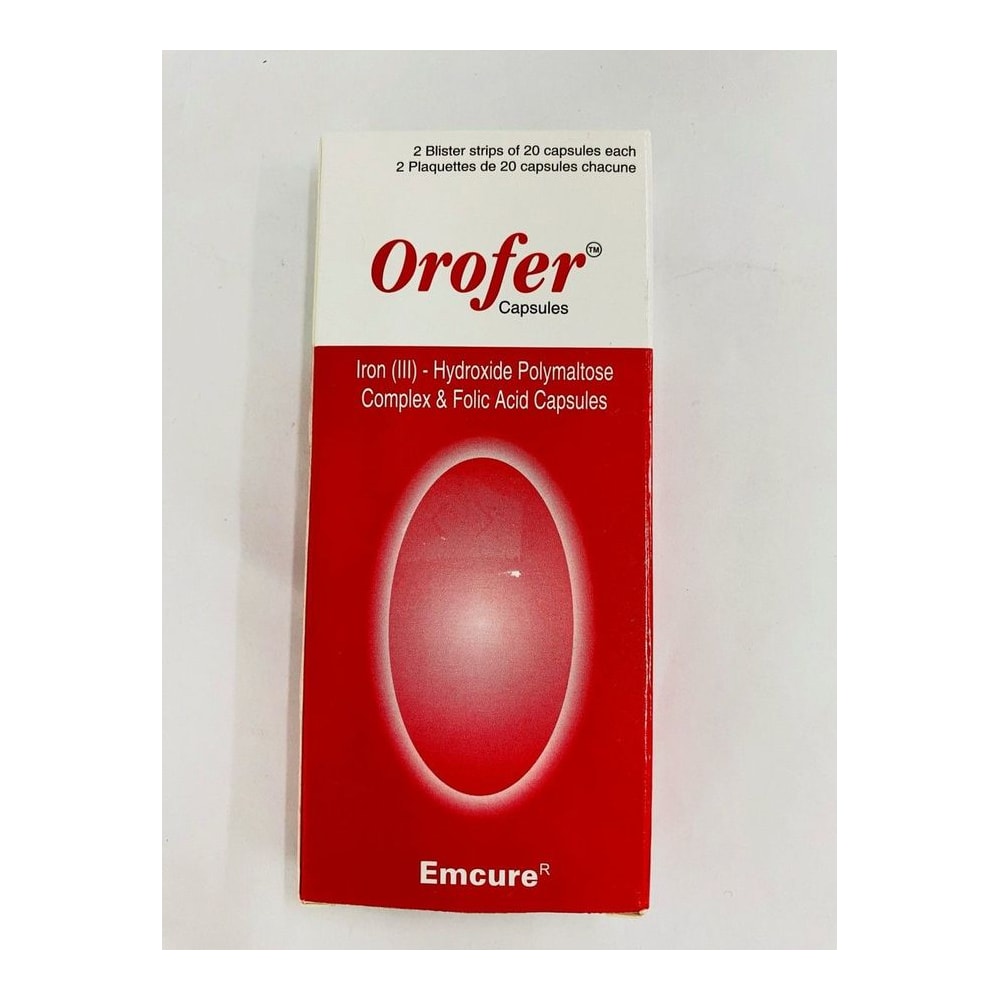 2 Blister strips of 20 capsules each
2 Plaquettes de 20 capsules chacune
Orofer™
Capsules
Iron (III) - Hydroxide Polymaltose
Complex & Folic Acid Capsules
Emcureᴿ